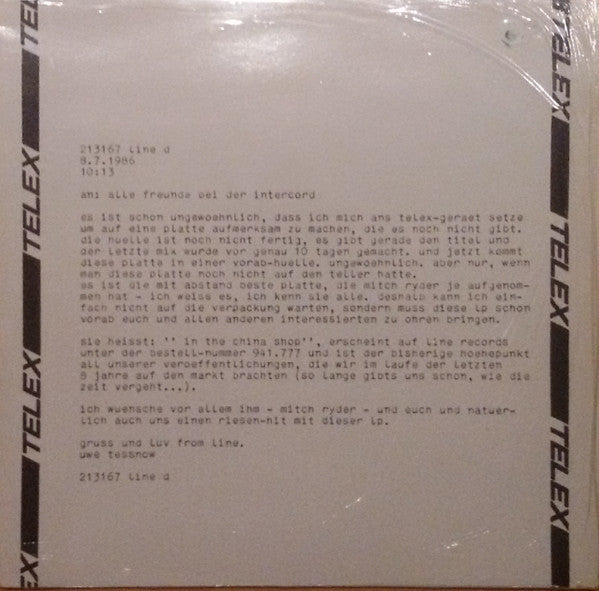 TELEX
TELEX
TELEX
TELEX
TELEX
TELEX
TELEX
213167 line d
8.7.1986
10:13
an: alle freunde bei der intercord
es ist schon ungewoehnlich, dass ich mich ans telex-geraet setze
um auf eine platte aufmerksam zu machen, die es noch nicht gibt.
die huelle ist noch nicht fertig, es gibt gerade den titel und
der letzte mix wurde vor genau 10 tagen gemacht. und jetzt kommt
diese platte in einer vorab-huelle. ungewoehnlich. aber nur, wenn
man diese platte noch nicht auf den teller hatte.
es ist die mit abstand beste platte, die mitch ryder je aufgenom-
men hat - ich weiss es, ich kenn sie alle. deshalb kann ich ein-
fach nicht auf die verpackung warten, sondern muss diese lp schon
vorab euch und allen anderen interessierten zu ohren bringen.
sie heisst: '' in the china shop'', erscheint auf line records
unter der bestell-nummer 941.777 und ist der bisherige hoehepunkt
all unserer veroeffentlichungen, die wir im laufe der letzten
8 jahre auf den markt brachten (so lange gibts uns schon, wie die
zeit vergeht...).
ich wuensche vor allem ihm - mitch ryder - und euch und natuer-
lich auch uns einen riesen-hit mit dieser lp.
gruss und luv from line.
uwe tessnow
213167 line d